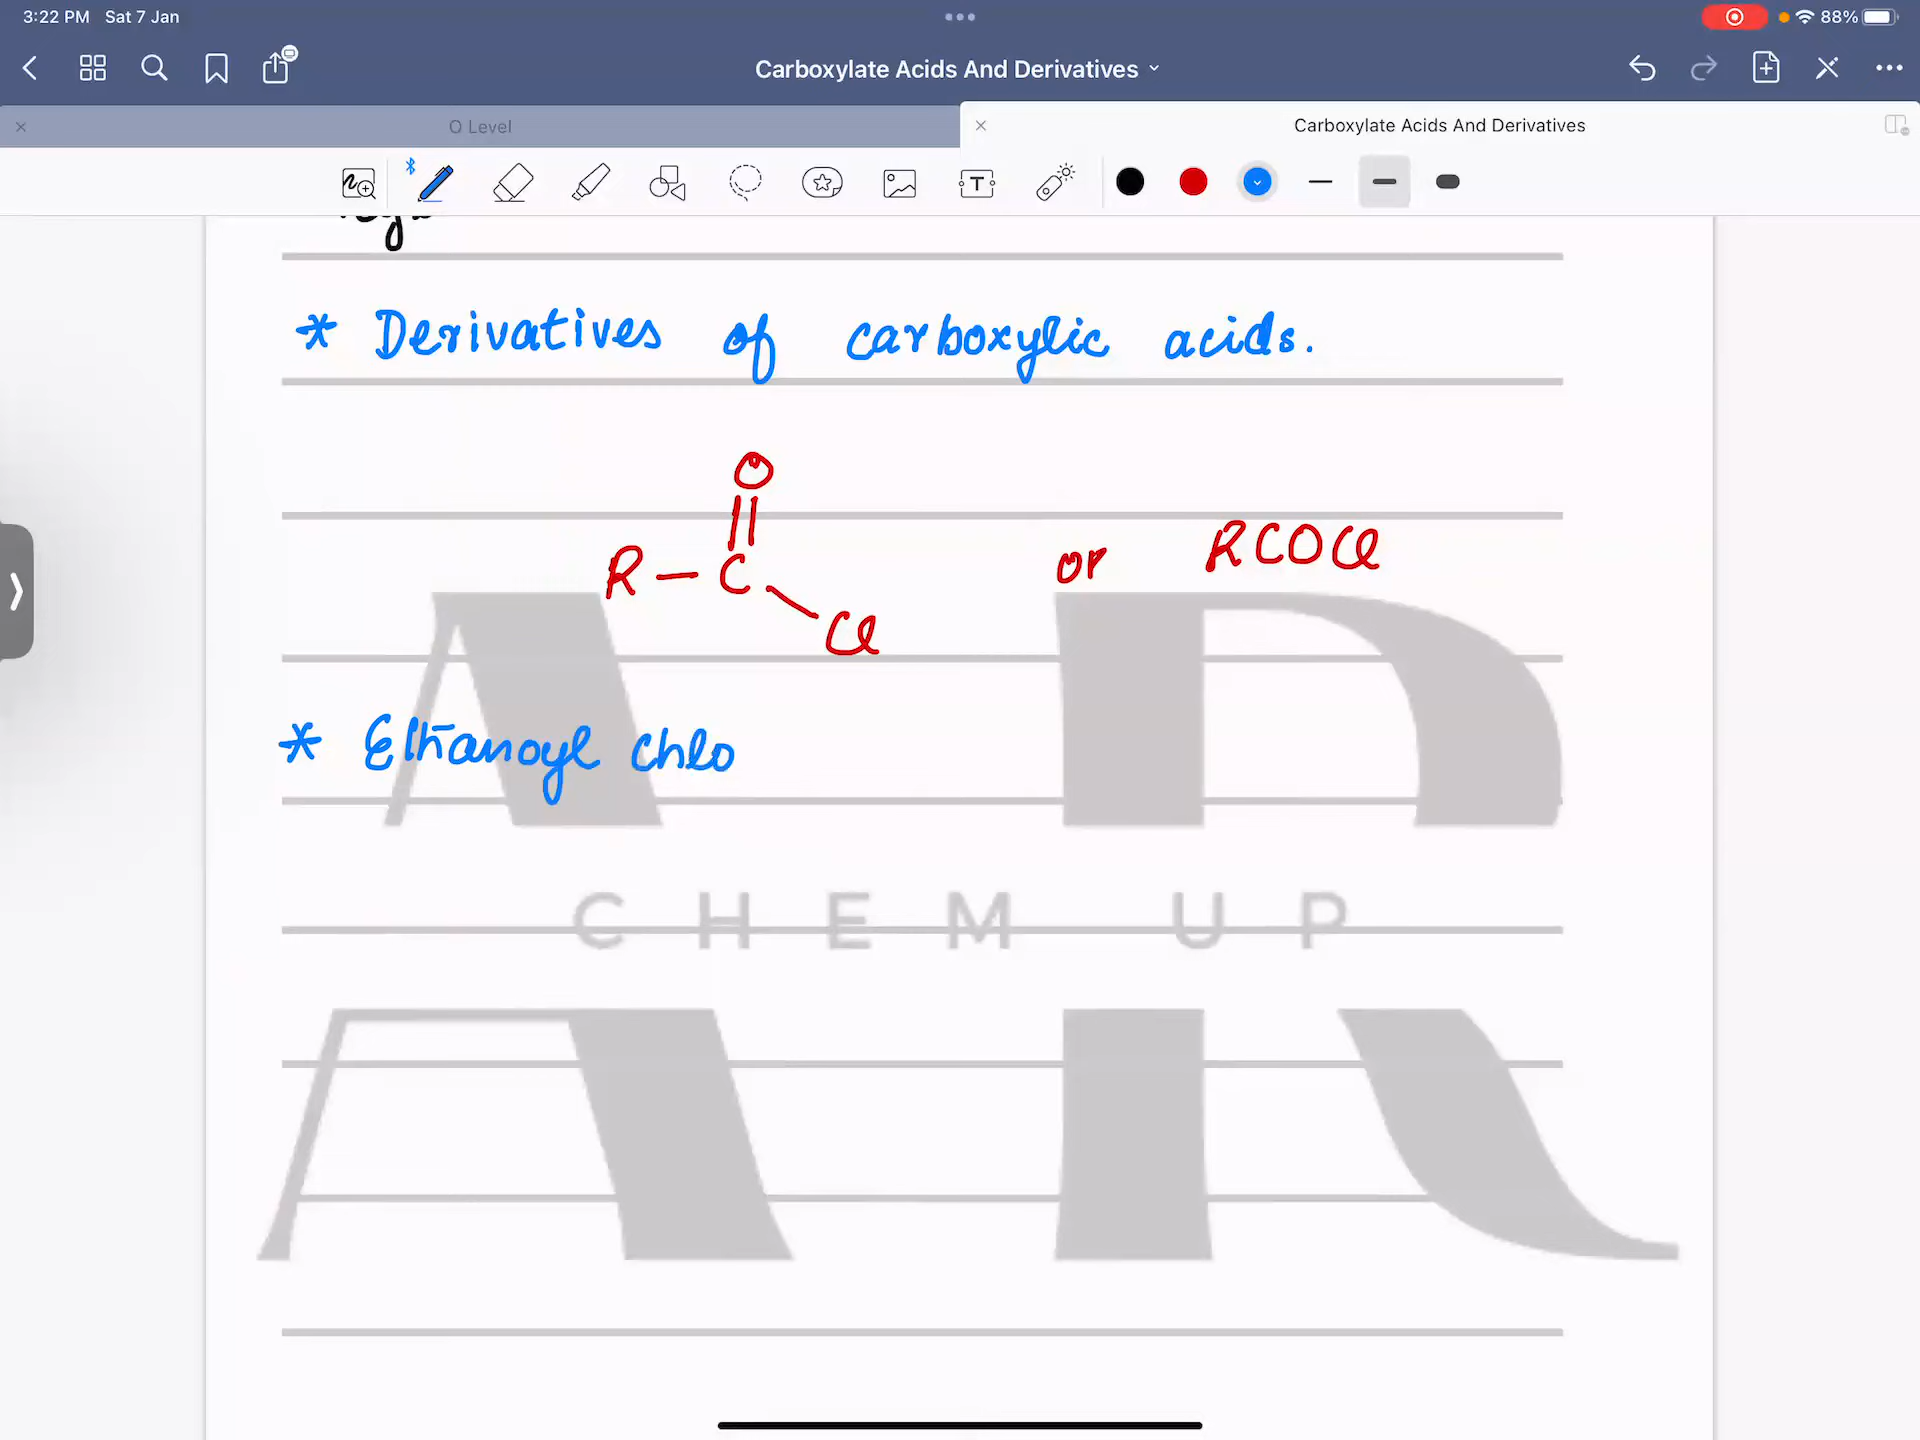 3:22 PM Sat 7 Jan
88%
Carboxylate Acids And Derivatives
O Level
Carboxylate Acids And Derivatives
T
* Derivatives of carboxylic acids.
O
R – C
Cl
or RCOCl
* Ethanoyl chlo
CHEM UP